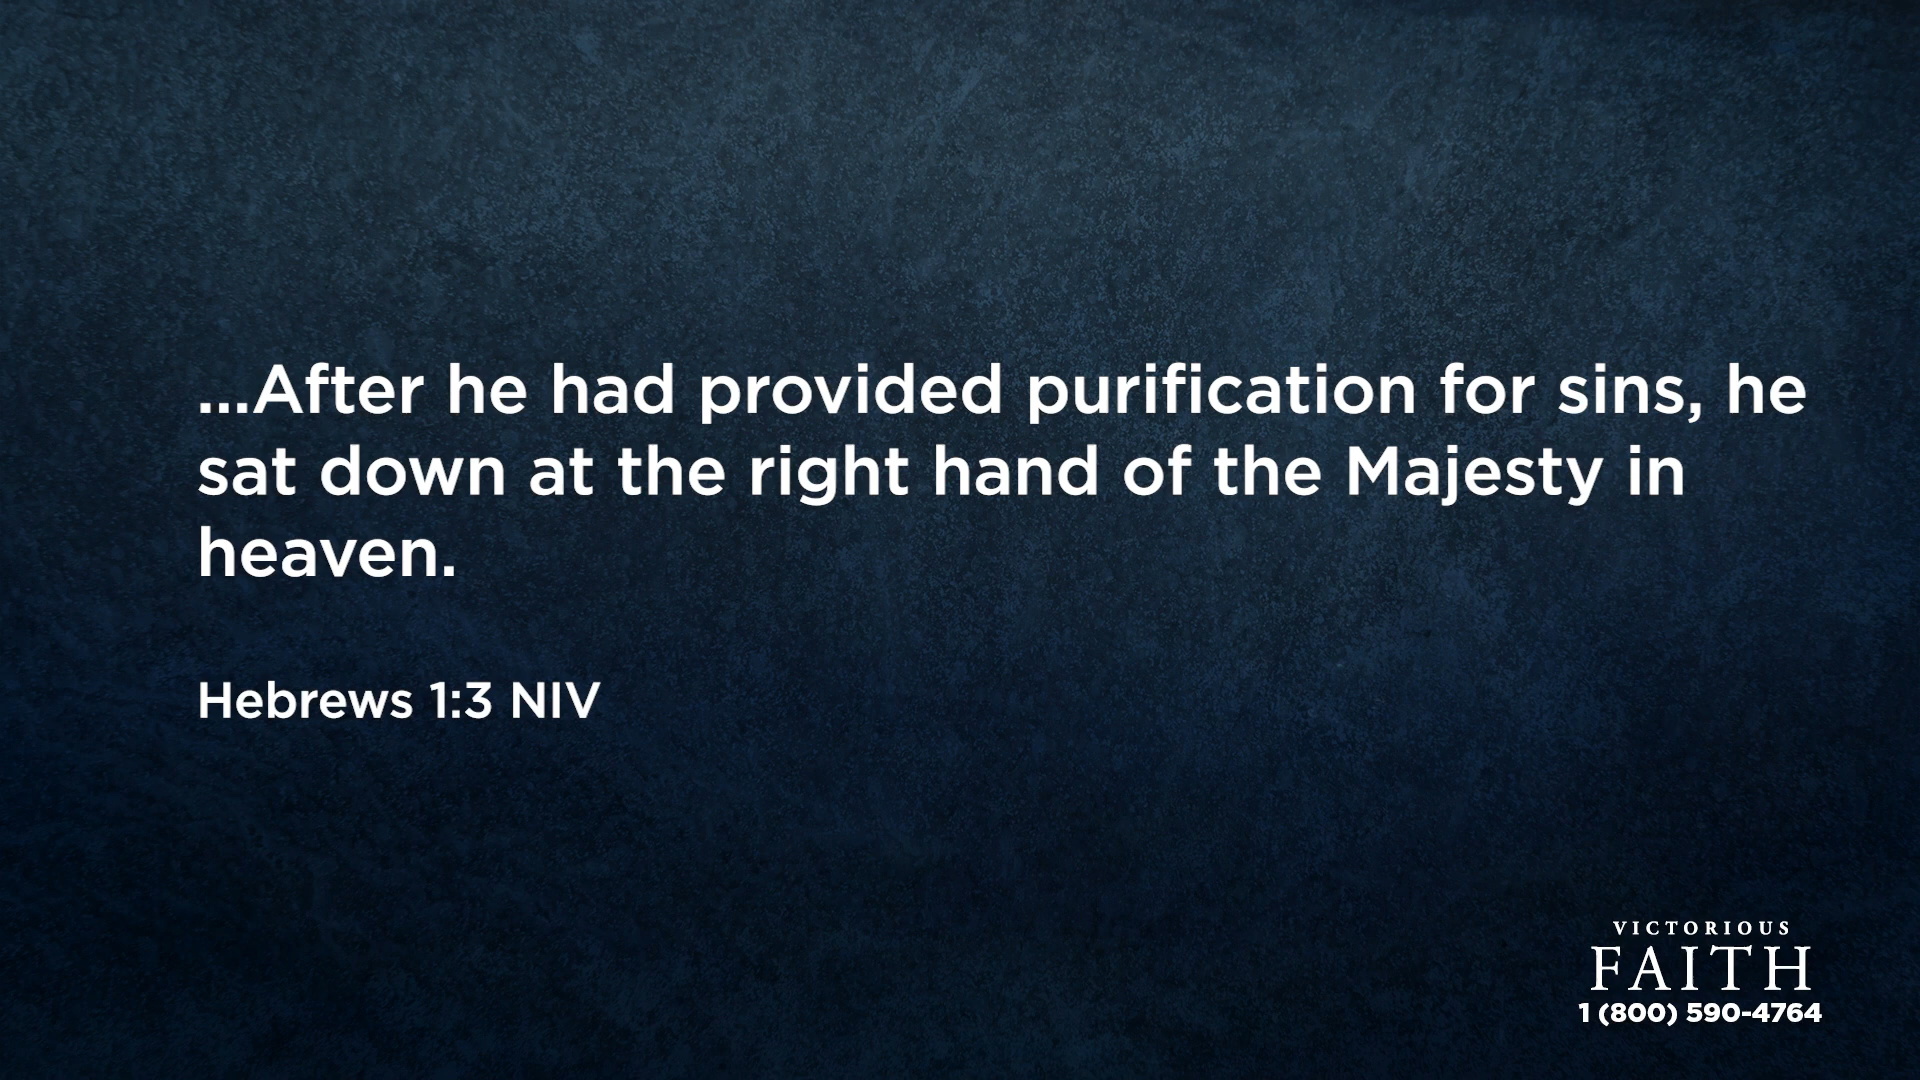 ...After he had provided purification for sins, he
sat down at the right hand of the Majesty in
heaven.
Hebrews 1:3 NIV
VICTORIOUS
FAITH
1 (800) 590-4764